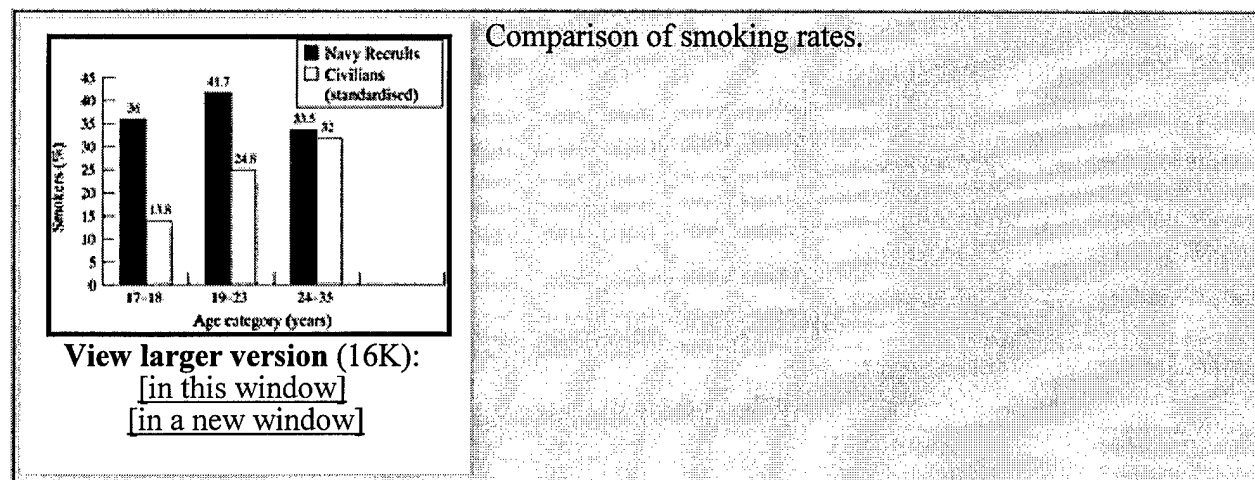 Comparison of smoking rates.
Navy Recruits
Civilians
(standardised)
45
40
35
30
25
20
15
10
5
0
Smokers (%)
36
13.8
41.7
24.8
33.5
32
17–18
19–23
24–35
Age category (years)
View larger version (16K):
[in this window]
[in a new window]